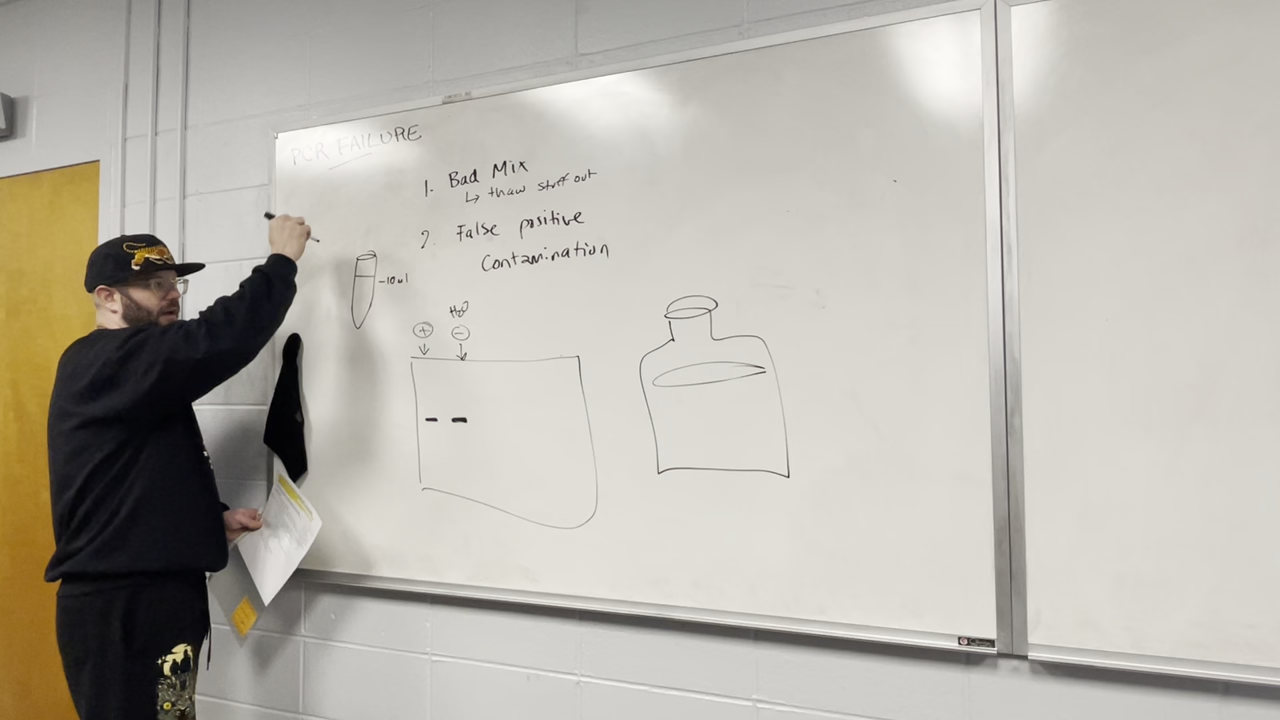 PCR FAILURE
1. Bad Mix
↳ thaw stuff out
2. False positive
Contamination
-10ul
H2O
+ -